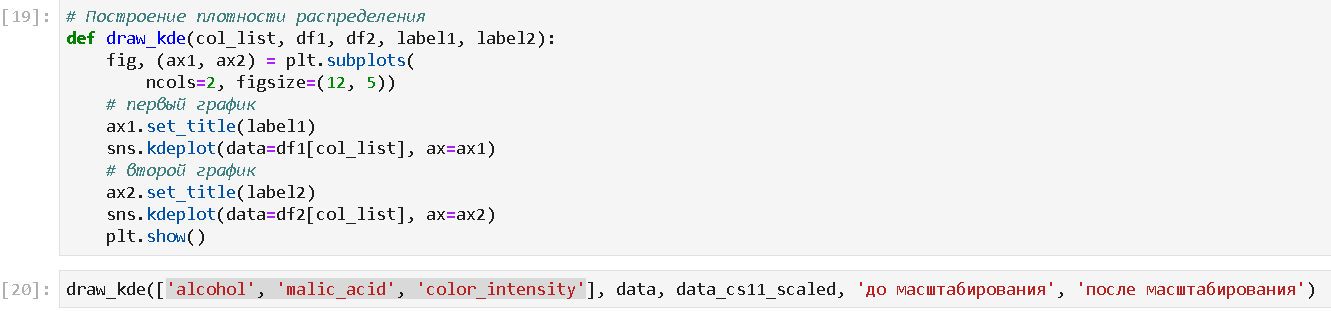 [19]: # Построение плотности распределения
def draw_kde(col_list, df1, df2, label1, label2):
    fig, (ax1, ax2) = plt.subplots(
        ncols=2, figsize=(12, 5))
    # первый график
    ax1.set_title(label1)
    sns.kdeplot(data=df1[col_list], ax=ax1)
    # второй график
    ax2.set_title(label2)
    sns.kdeplot(data=df2[col_list], ax=ax2)
    plt.show()
[20]: draw_kde(['alcohol', 'malic_acid', 'color_intensity'], data, data_cs11_scaled, 'до масштабирования', 'после масштабирования')